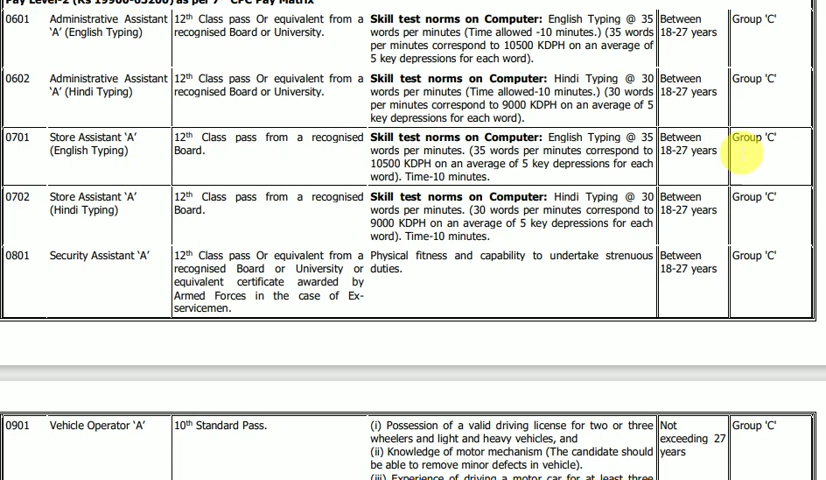 Pay Level-2 (Rs 19900-63200) as per 7th CPC Pay Matrix
0601 Administrative Assistant 'A' (English Typing)
12th Class pass Or equivalent from a
recognised Board or University.
Skill test norms on Computer: English Typing @ 35
words per minutes (Time allowed -10 minutes.) (35 words
per minutes correspond to 10500 KDPH on an average of
5 key depressions for each word).
Between
18-27 years
Group 'C'
0602 Administrative Assistant
'A' (Hindi Typing)
12th Class pass Or equivalent from a
recognised Board or University.
Skill test norms on Computer: Hindi Typing @ 30
words per minutes (Time allowed-10 minutes.) (30 words
per minutes correspond to 9000 KDPH on an average of 5
key depressions for each word).
Between
18-27 years
Group 'C'
0701 Store Assistant 'A'
(English Typing)
12th Class pass from a recognised
Board.
Skill test norms on Computer: English Typing @ 35
words per minutes. (35 words per minutes correspond to
10500 KDPH on an average of 5 key depressions for each
word). Time-10 minutes.
Between
18-27 years
Group 'C'
0702 Store Assistant 'A'
(Hindi Typing)
12th Class pass from a recognised
Board.
Skill test norms on Computer: Hindi Typing @ 30
words per minutes. (30 words per minutes correspond to
9000 KDPH on an average of 5 key depressions for each
word). Time-10 minutes.
Between
18-27 years
Group 'C'
0801 Security Assistant 'A'
12th Class pass Or equivalent from a
recognised Board or University or
equivalent certificate awarded by
Armed Forces in the case of Ex-
servicemen.
Physical fitness and capability to undertake strenuous
duties.
Between
18-27 years
Group 'C'
0901 Vehicle Operator 'A'
10th Standard Pass.
(i) Possession of a valid driving license for two or three
wheelers and light and heavy vehicles, and
(ii) Knowledge of motor mechanism (The candidate should
be able to remove minor defects in vehicle).
(iii) Experience of driving a motor car for at least three
Not
exceeding 27
years
Group 'C'